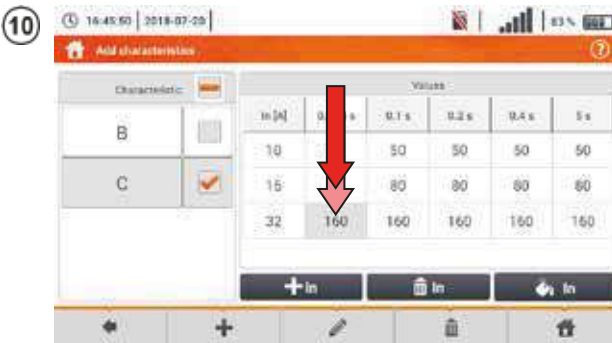 10
16:45:50 2018-07-20 83 %
Add characteristics ?
Characteristic Values
In [A] 0.1 s 0.2 s 0.4 s 5 s
B
10 50 50 50 50
C
16 80 80 80 80
32 160 160 160 160 160
In In In